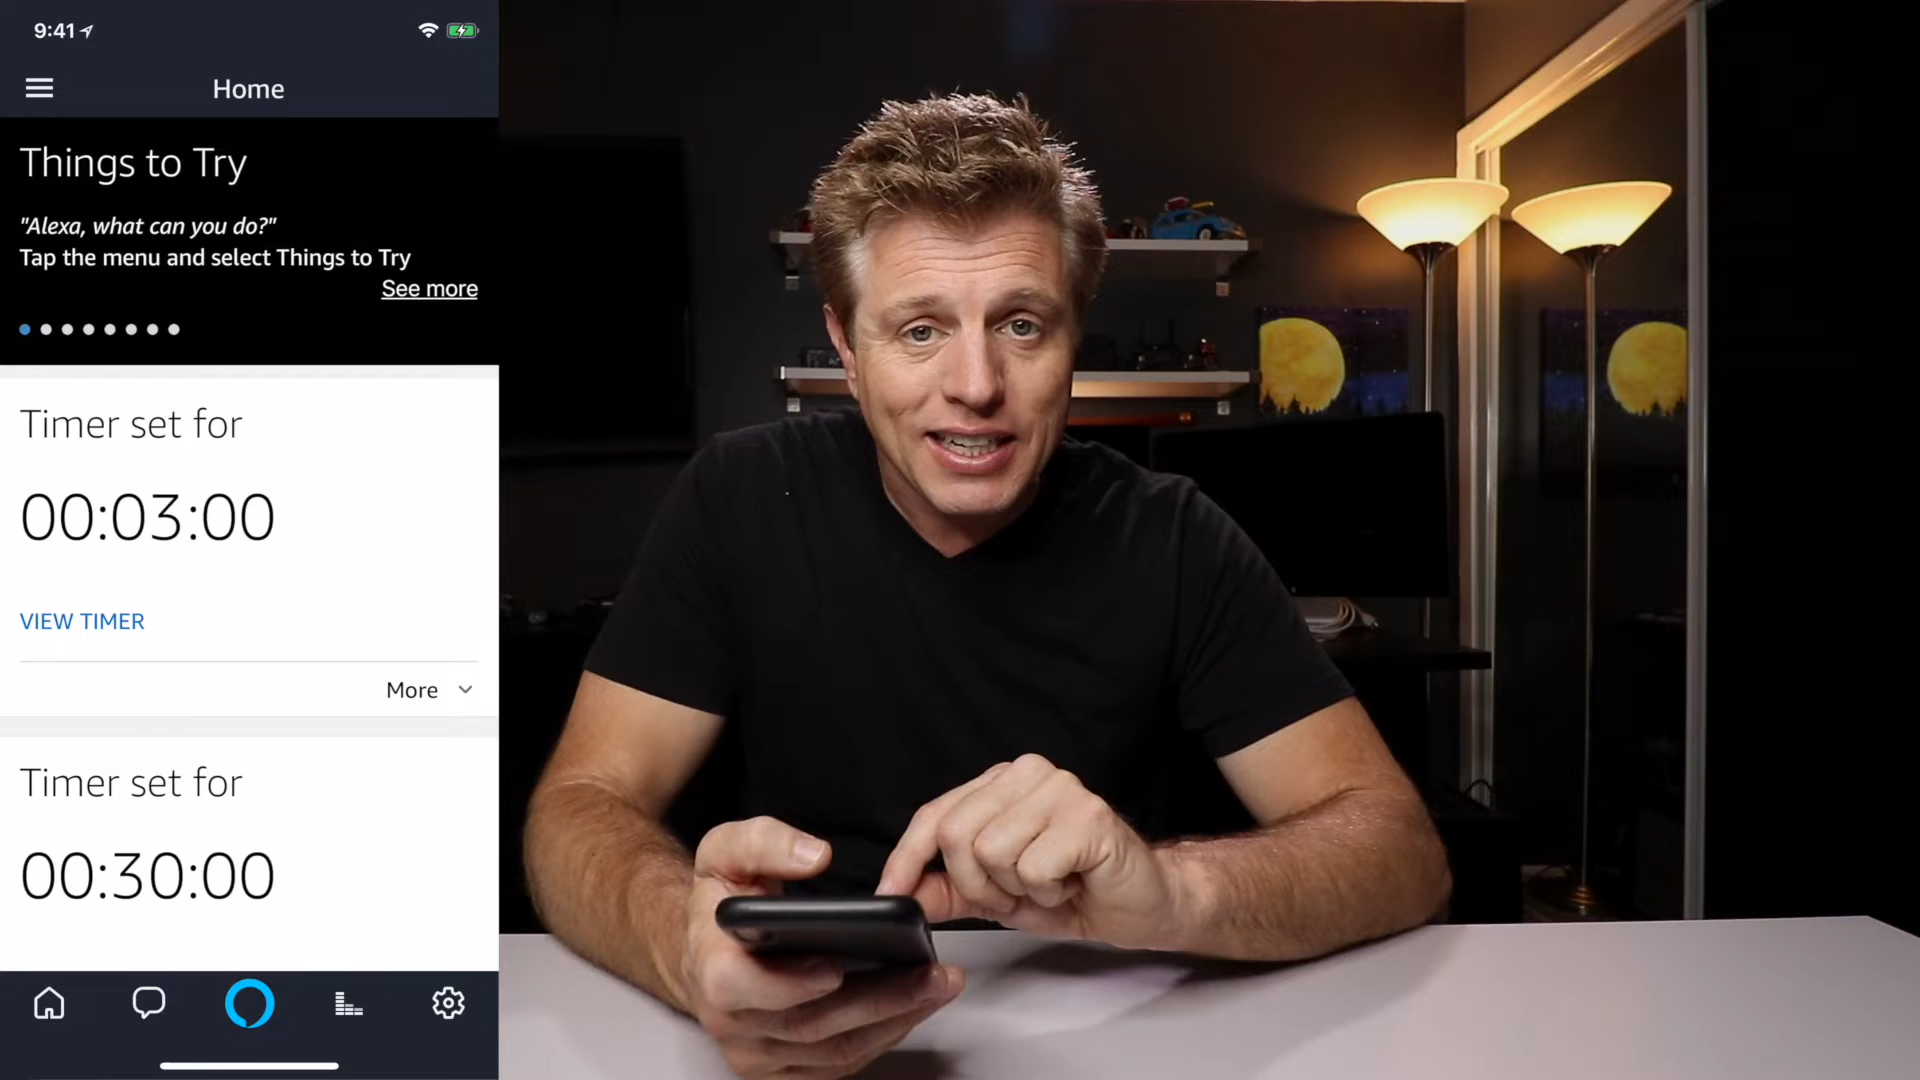 9:41
Home
Things to Try
"Alexa, what can you do?"
Tap the menu and select Things to Try
See more
Timer set for
00:03:00
VIEW TIMER
More
Timer set for
00:30:00